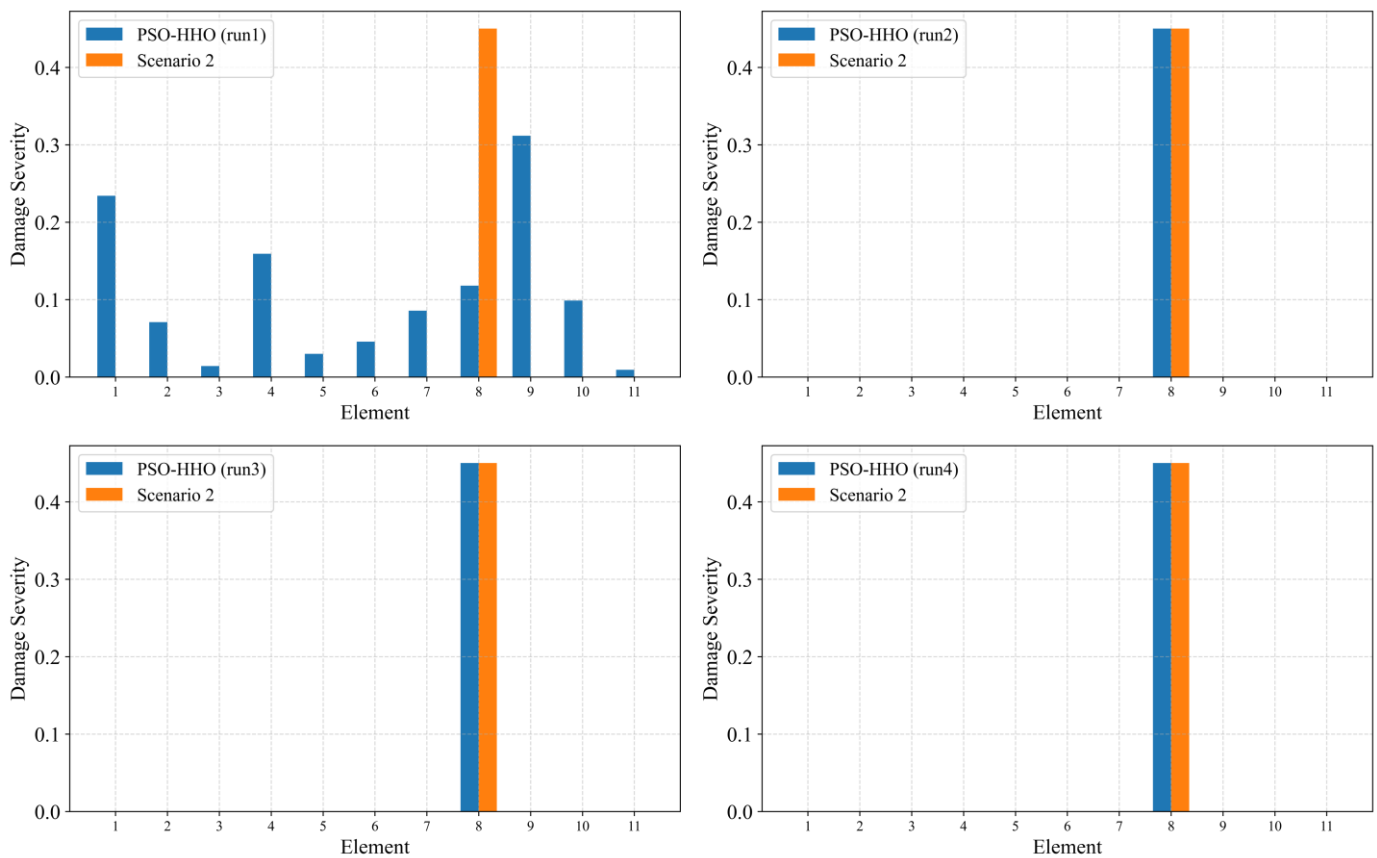 PSO-HHO (run1)
Scenario 2
0.4
0.3
0.2
0.1
0.0
Damage Severity
1 2 3 4 5 6 7 8 9 10 11
Element
PSO-HHO (run2)
Scenario 2
0.4
0.3
0.2
0.1
0.0
Damage Severity
1 2 3 4 5 6 7 8 9 10 11
Element
PSO-HHO (run3)
Scenario 2
0.4
0.3
0.2
0.1
0.0
Damage Severity
1 2 3 4 5 6 7 8 9 10 11
Element
PSO-HHO (run4)
Scenario 2
0.4
0.3
0.2
0.1
0.0
Damage Severity
1 2 3 4 5 6 7 8 9 10 11
Element